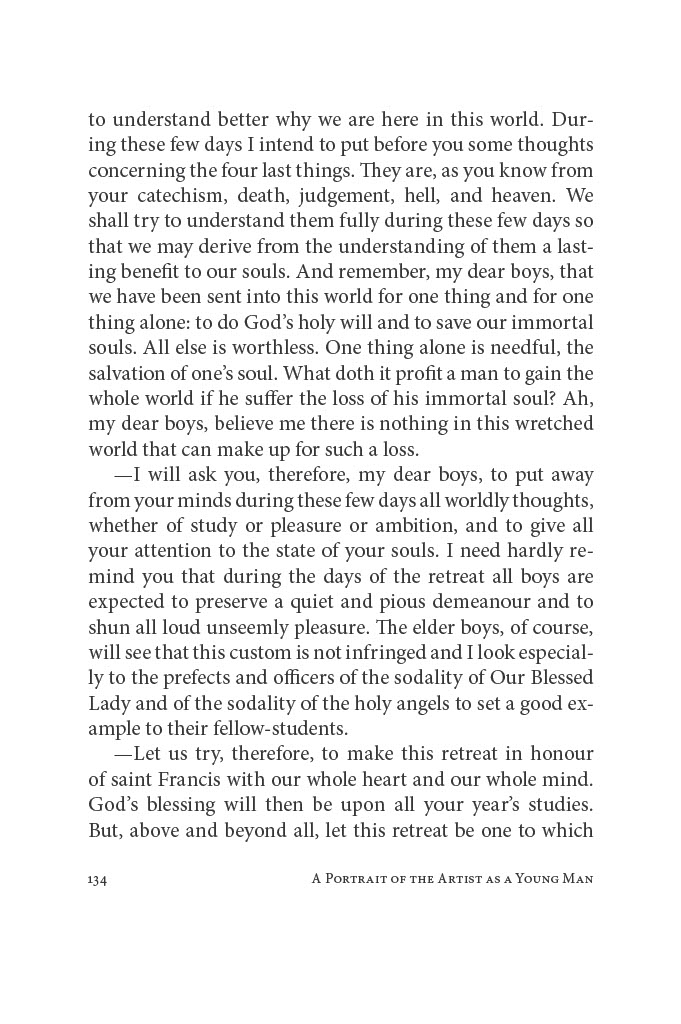 to understand better why we are here in this world. Dur-
ing these few days I intend to put before you some thoughts
concerning the four last things. They are, as you know from
your catechism, death, judgement, hell, and heaven. We
shall try to understand them fully during these few days so
that we may derive from the understanding of them a last-
ing benefit to our souls. And remember, my dear boys, that
we have been sent into this world for one thing and for one
thing alone: to do God’s holy will and to save our immortal
souls. All else is worthless. One thing alone is needful, the
salvation of one’s soul. What doth it profit a man to gain the
whole world if he suffer the loss of his immortal soul? Ah,
my dear boys, believe me there is nothing in this wretched
world that can make up for such a loss.
—I will ask you, therefore, my dear boys, to put away
from your minds during these few days all worldly thoughts,
whether of study or pleasure or ambition, and to give all
your attention to the state of your souls. I need hardly re-
mind you that during the days of the retreat all boys are
expected to preserve a quiet and pious demeanour and to
shun all loud unseemly pleasure. The elder boys, of course,
will see that this custom is not infringed and I look especial-
ly to the prefects and officers of the sodality of Our Blessed
Lady and of the sodality of the holy angels to set a good ex-
ample to their fellow-students.
—Let us try, therefore, to make this retreat in honour
of saint Francis with our whole heart and our whole mind.
God’s blessing will then be upon all your year’s studies.
But, above and beyond all, let this retreat be one to which
134 A Portrait of the Artist as a Young Man